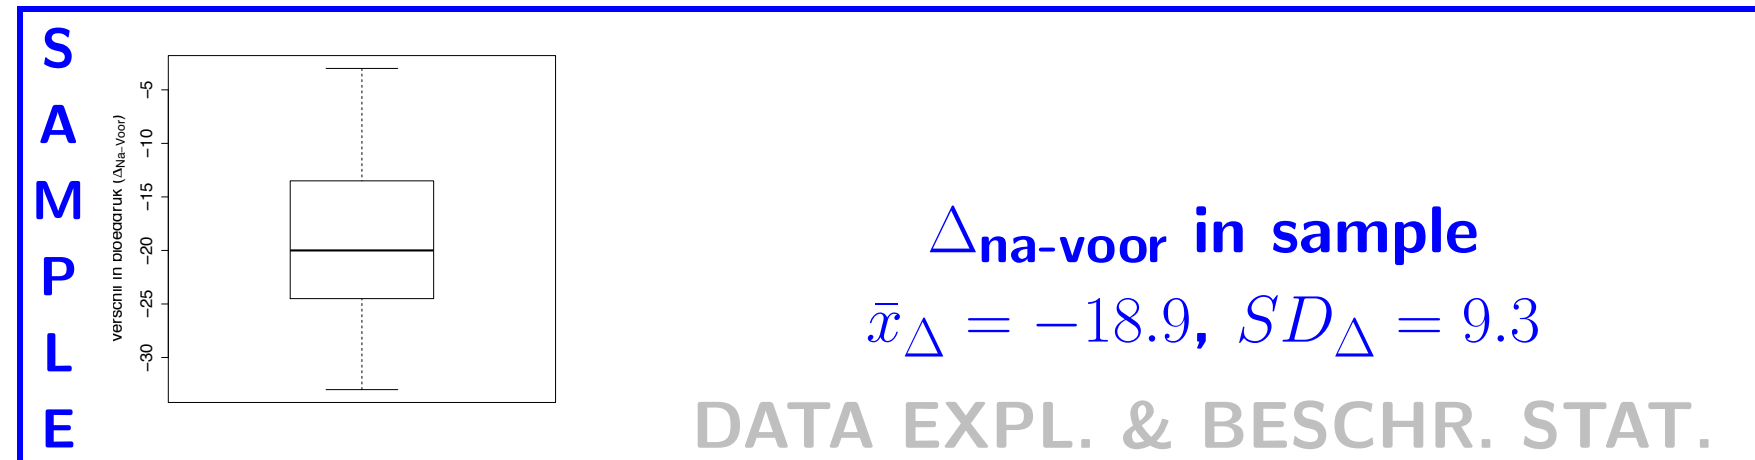 S
A
M
P
L
E
verschil in bloeddruk (ΔNa−Voor)
−5
−10
−15
−20
−25
−30
Δna-voor in sample
x̄Δ = −18.9, SDΔ = 9.3
DATA EXPL. & BESCHR. STAT.